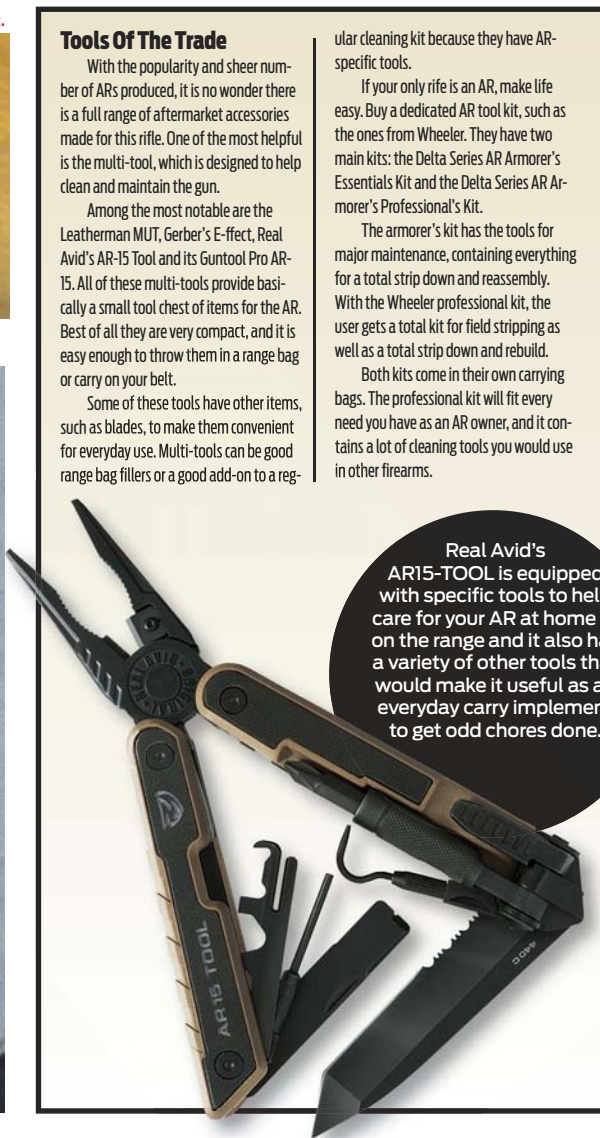 Tools Of The Trade
With the popularity and sheer num-
ber of ARs produced, it is no wonder there
is a full range of aftermarket accessories
made for this rifle. One of the most helpful
is the multi-tool, which is designed to help
clean and maintain the gun.
Among the most notable are the
Leatherman MUT, Gerber's E-ffect, Real
Avid's AR-15 Tool and its Guntool Pro AR-
15. All of these multi-tools provide basi-
cally a small tool chest of items for the AR.
Best of all they are very compact, and it is
easy enough to throw them in a range bag
or carry on your belt.
Some of these tools have other items,
such as blades, to make them convenient
for everyday use. Multi-tools can be good
range bag fillers or a good add-on to a reg-
ular cleaning kit because they have AR-
specific tools.
If your only rife is an AR, make life
easy. Buy a dedicated AR tool kit, such as
the ones from Wheeler. They have two
main kits: the Delta Series AR Armorer's
Essentials Kit and the Delta Series AR Ar-
morer's Professional's Kit.
The armorer's kit has the tools for
major maintenance, containing everything
for a total strip down and reassembly.
With the Wheeler professional kit, the
user gets a total kit for field stripping as
well as a total strip down and rebuild.
Both kits come in their own carrying
bags. The professional kit will fit every
need you have as an AR owner, and it con-
tains a lot of cleaning tools you would use
in other firearms.
Real Avid's
AR15-TOOL is equipped
with specific tools to hel
care for your AR at home
on the range and it also ha
a variety of other tools th
would make it useful as a
everyday carry implemen
to get odd chores done.
REAL AVID
AR15 TOOL
440C